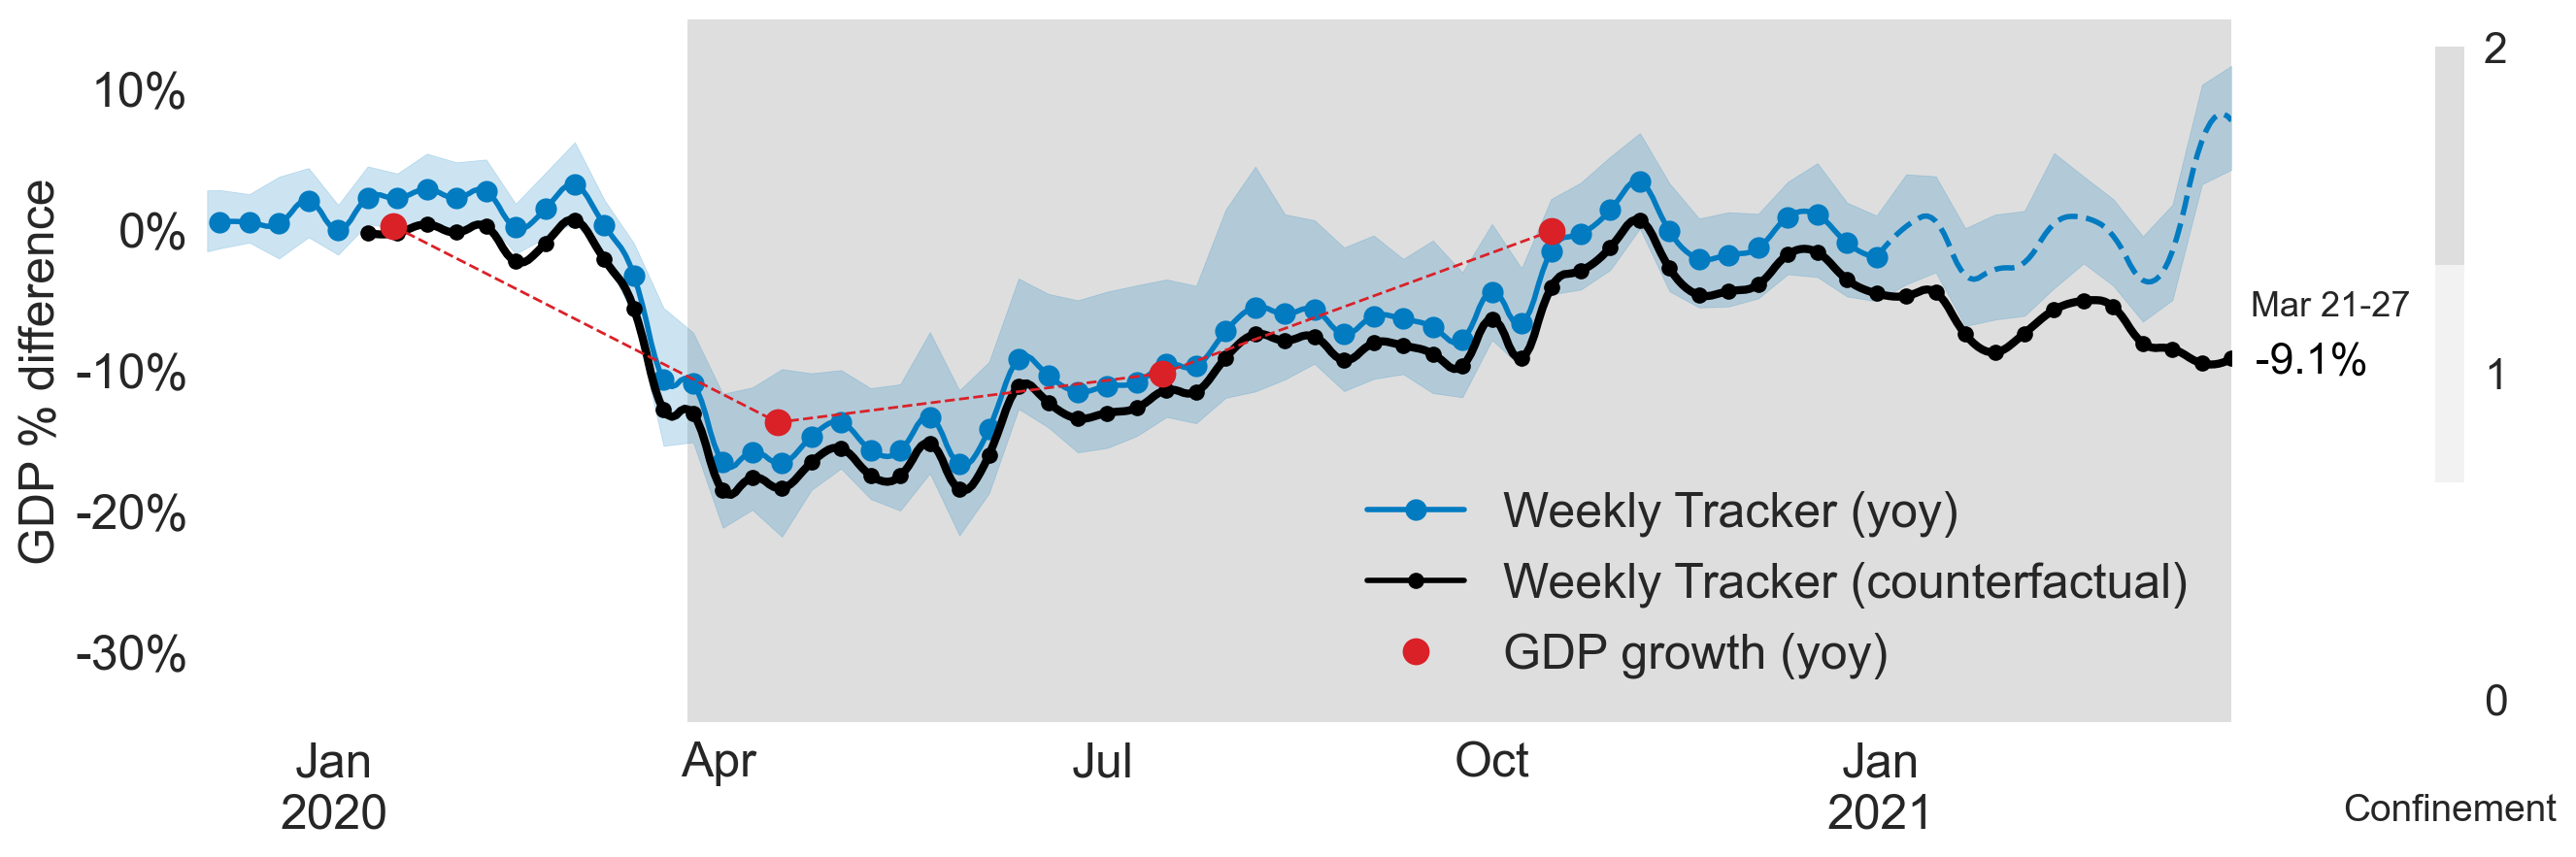 GDP % difference
10%
0%
-10%
-20%
-30%
Jan
2020
Apr
Jul
Oct
Jan
2021
Weekly Tracker (yoy)
Weekly Tracker (counterfactual)
GDP growth (yoy)
Mar 21-27
-9.1%
2
1
0
Confinement